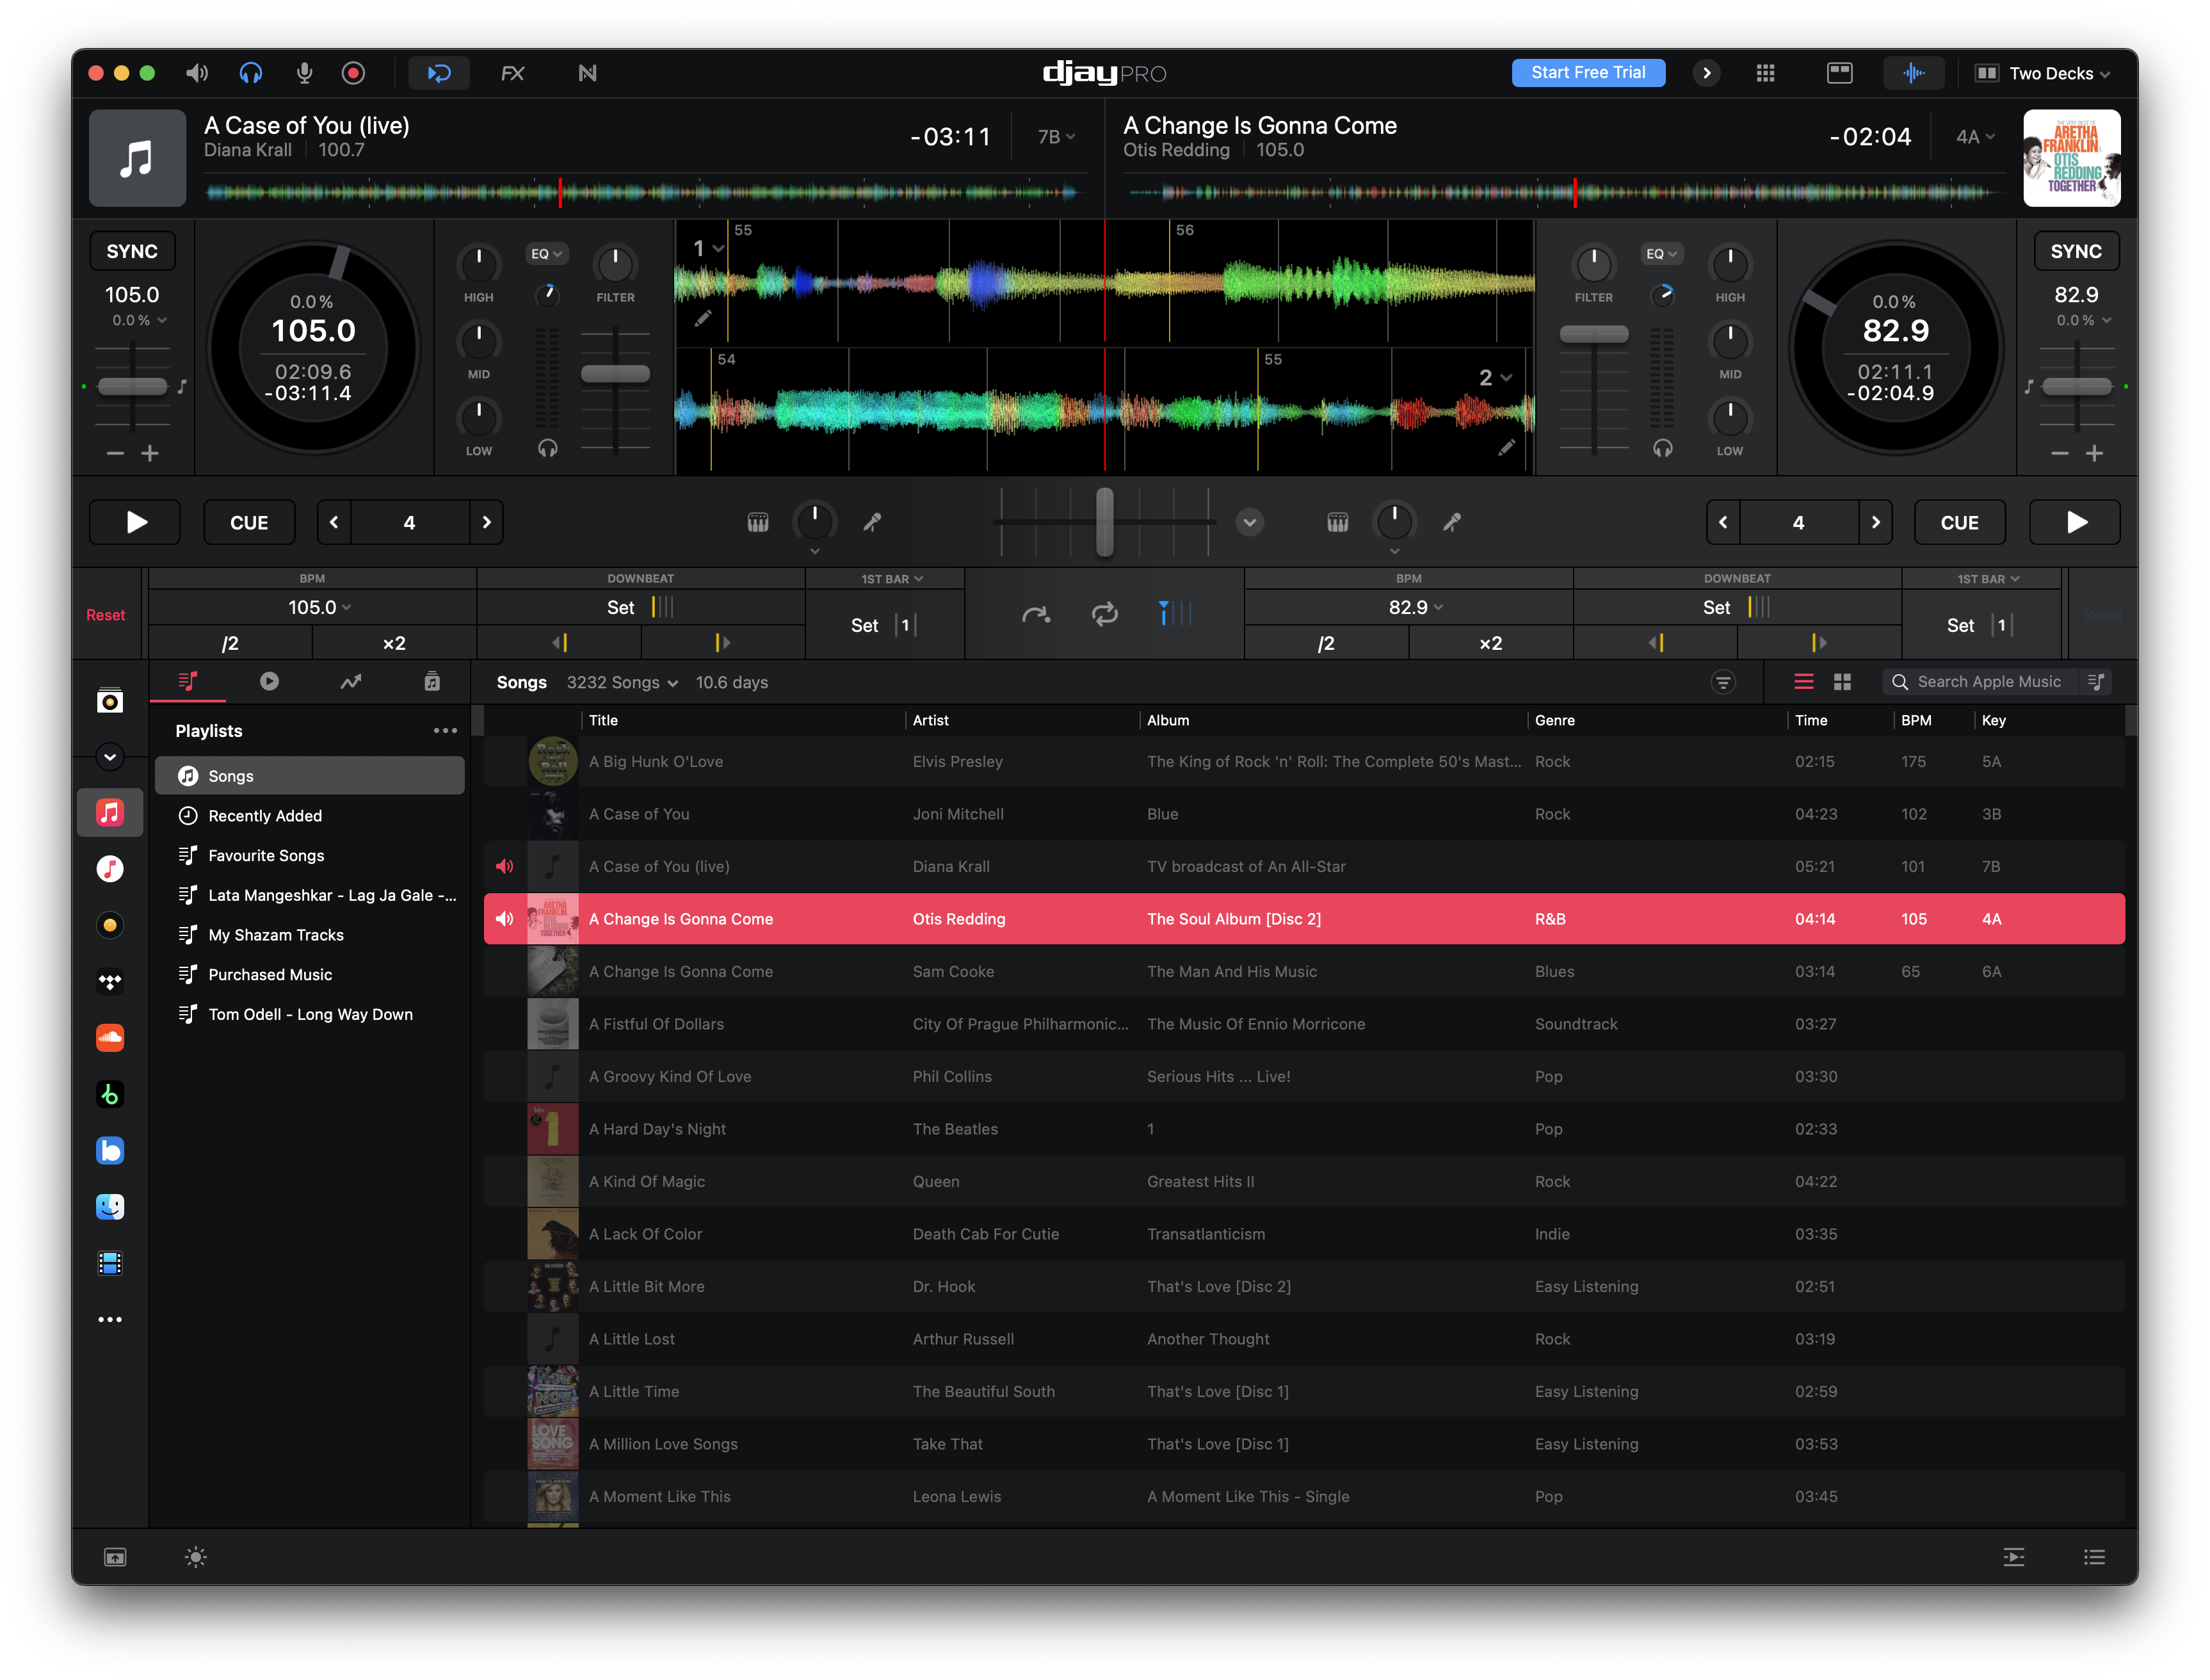 FX
djay PRO
Start Free Trial
Two Decks
A Case of You (live)
Diana Krall
100.7
-03:11
7B
A Change Is Gonna Come
Otis Redding
105.0
-02:04
4A
THE VERY BEST OF
ARETHA
FRANKLIN
OTIS
REDDING
TOGETHER
SYNC
105.0
0.0 %
0.0 %
105.0
02:09.6
-03:11.4
HIGH
MID
LOW
EQ
FILTER
1
55
56
54
55
2
FILTER
EQ
HIGH
MID
LOW
0.0 %
82.9
02:11.1
-02:04.9
SYNC
82.9
0.0 %
CUE
4
4
CUE
Reset
BPM
105.0
/2
×2
DOWNBEAT
Set
1ST BAR
Set
1
BPM
82.9
/2
×2
DOWNBEAT
Set
1ST BAR
Set
1
Reset
Playlists
Songs
Recently Added
Favourite Songs
Lata Mangeshkar - Lag Ja Gale -...
My Shazam Tracks
Purchased Music
Tom Odell - Long Way Down
Songs 3232 Songs 10.6 days
Search Apple Music
Title Artist Album Genre Time BPM Key
A Big Hunk O'Love Elvis Presley The King of Rock 'n' Roll: The Complete 50's Mast... Rock 02:15 175 5A
A Case of You Joni Mitchell Blue Rock 04:23 102 3B
A Case of You (live) Diana Krall TV broadcast of An All-Star 05:21 101 7B
A Change Is Gonna Come Otis Redding The Soul Album [Disc 2] R&B 04:14 105 4A
A Change Is Gonna Come Sam Cooke The Man And His Music Blues 03:14 65 6A
A Fistful Of Dollars City Of Prague Philharmonic... The Music Of Ennio Morricone Soundtrack 03:27
A Groovy Kind Of Love Phil Collins Serious Hits ... Live! Pop 03:30
A Hard Day's Night The Beatles 1 Pop 02:33
A Kind Of Magic Queen Greatest Hits II Rock 04:22
A Lack Of Color Death Cab For Cutie Transatlanticism Indie 03:35
A Little Bit More Dr. Hook That's Love [Disc 2] Easy Listening 02:51
A Little Lost Arthur Russell Another Thought Rock 03:19
A Little Time The Beautiful South That's Love [Disc 1] Easy Listening 02:59
A Million Love Songs Take That That's Love [Disc 1] Easy Listening 03:53
A Moment Like This Leona Lewis A Moment Like This - Single Pop 03:45